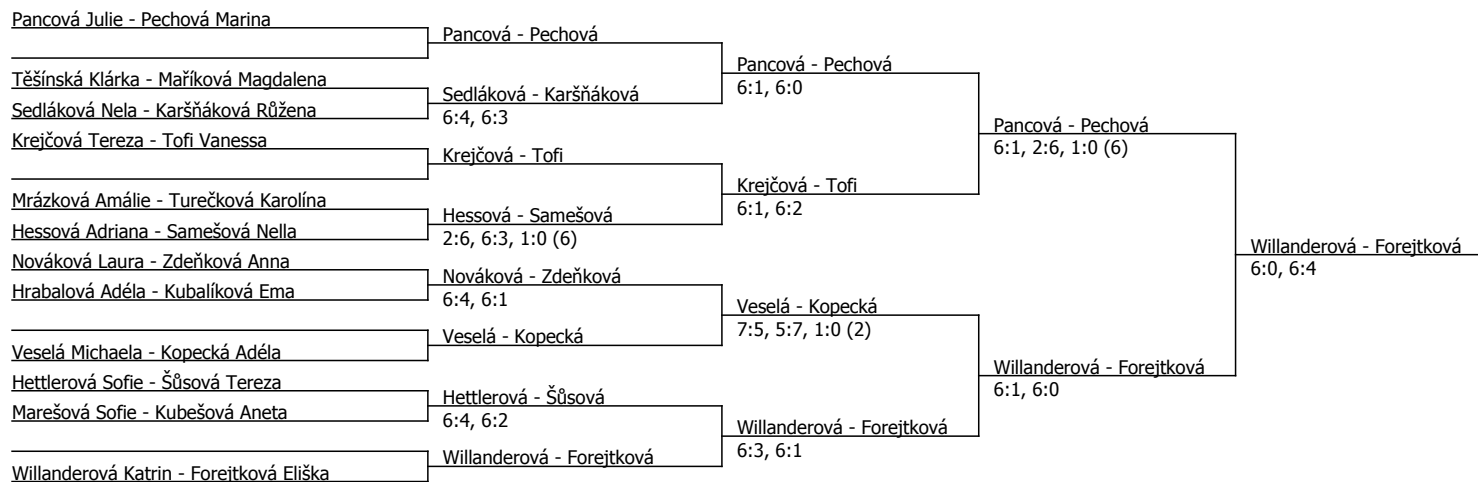 Pancová Julie - Pechová Marina
Těšínská Klárka - Maříková Magdalena
Sedláková Nela - Karšňáková Růžena
Krejčová Tereza - Tofi Vanessa
Mrázková Amálie - Turečková Karolína
Hessová Adriana - Samešová Nella
Nováková Laura - Zdeňková Anna
Hrabalová Adéla - Kubalíková Ema
Veselá Michaela - Kopecká Adéla
Hettlerová Sofie - Šůsová Tereza
Marešová Sofie - Kubešová Aneta
Willanderová Katrin - Forejtková Eliška
Pancová - Pechová
Sedláková - Karšňáková
6:4, 6:3
Krejčová - Tofi
Hessová - Samešová
2:6, 6:3, 1:0 (6)
Nováková - Zdeňková
6:4, 6:1
Veselá - Kopecká
Hettlerová - Šůsová
6:4, 6:2
Willanderová - Forejtková
Pancová - Pechová
6:1, 6:0
Krejčová - Tofi
6:1, 6:2
Veselá - Kopecká
7:5, 5:7, 1:0 (2)
Willanderová - Forejtková
6:3, 6:1
Pancová - Pechová
6:1, 2:6, 1:0 (6)
Willanderová - Forejtková
6:1, 6:0
Willanderová - Forejtková
6:0, 6:4